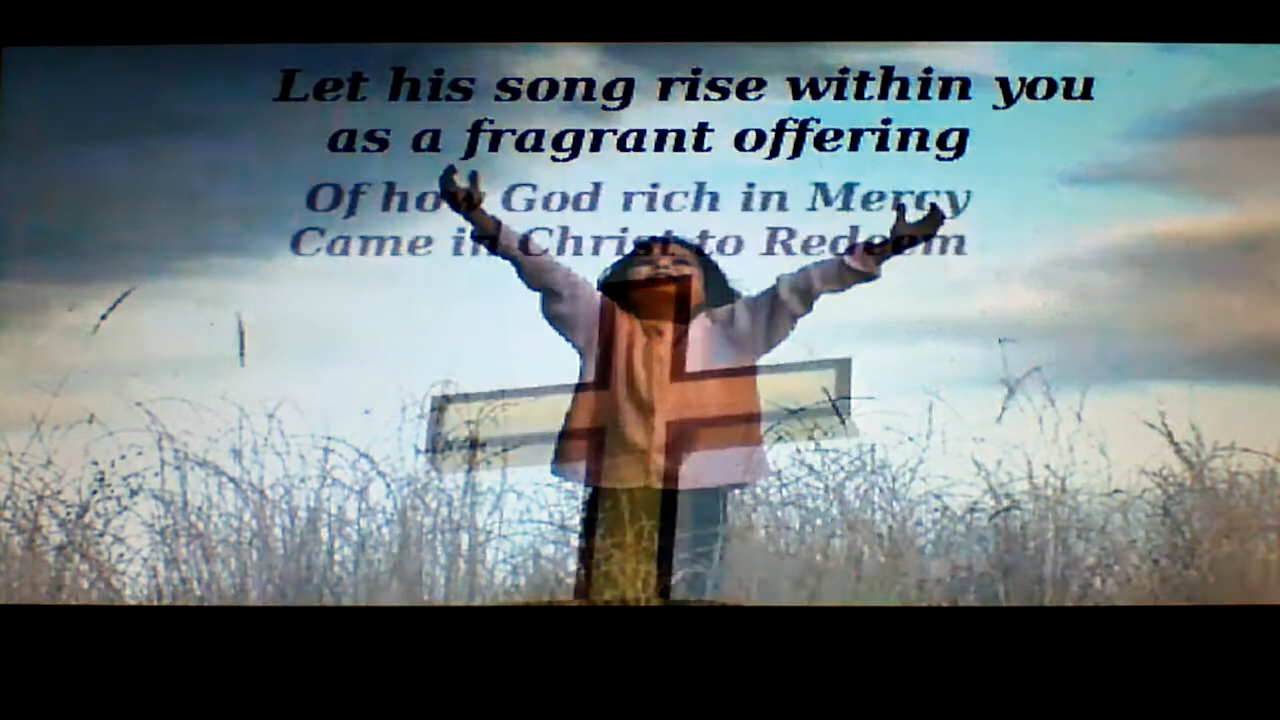 Let his song rise within you
as a fragrant offering
Of how God rich in Mercy
Came in Christ to Redeem